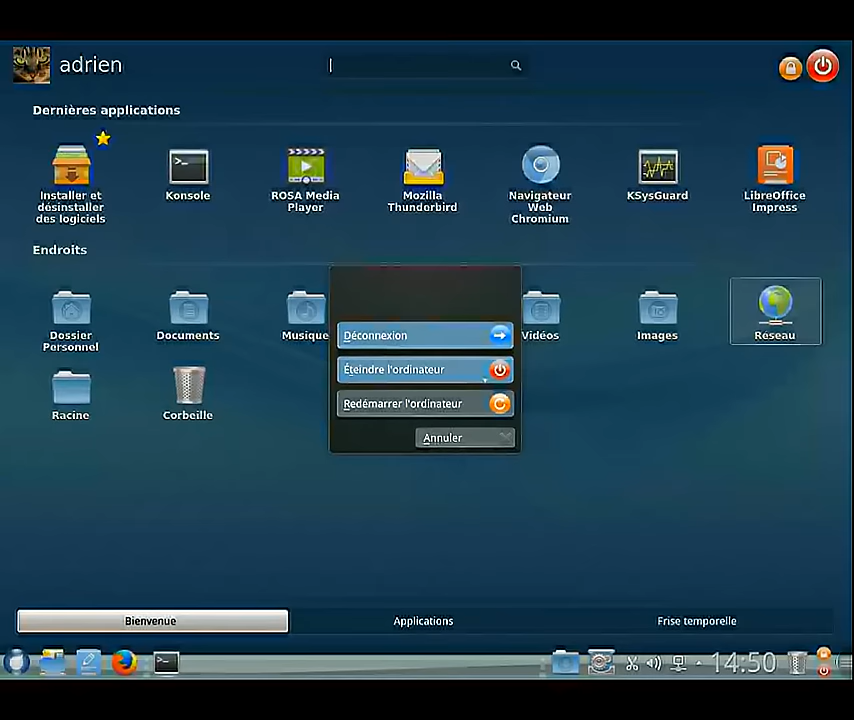 adrien
Dernières applications
Installer et
désinstaller
des logiciels
Konsole
ROSA Media
Player
Mozilla
Thunderbird
Navigateur
Web
Chromium
KSysGuard
LibreOffice
Impress
Endroits
Dossier
Personnel
Documents
Musique
Vidéos
Images
Réseau
Déconnexion
Éteindre l'ordinateur
Redémarrer l'ordinateur
Annuler
Racine
Corbeille
Bienvenue
Applications
Frise temporelle
14:50